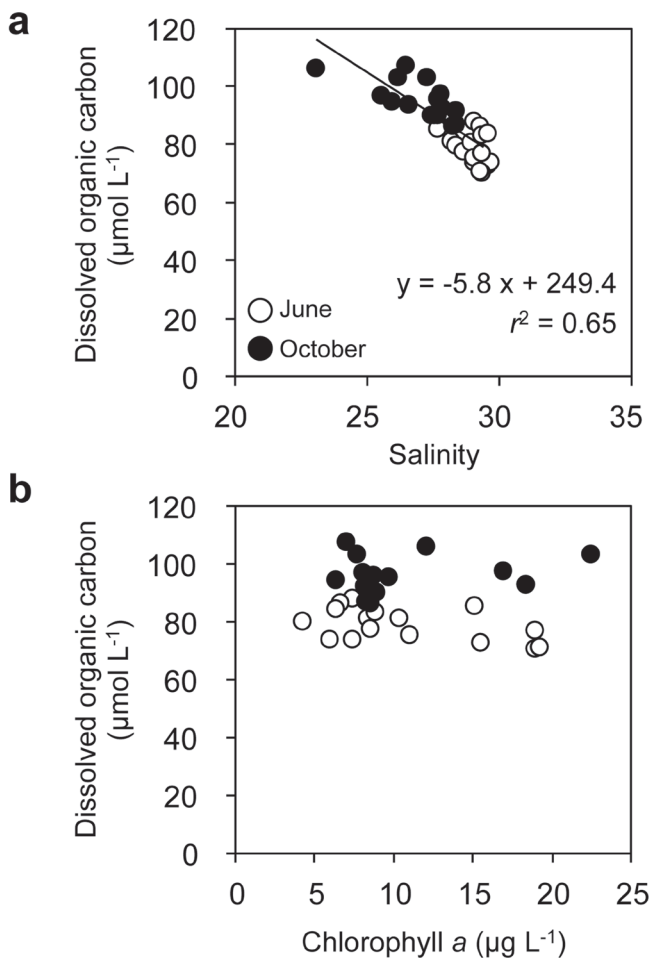 a
Dissolved organic carbon
(µmol L-1)
120
100
80
60
40
20
0
y = -5.8 x + 249.4
r2 = 0.65
June
October
20 25 30 35
Salinity
b
Dissolved organic carbon
(µmol L-1)
120
100
80
60
40
20
0
0 5 10 15 20 25
Chlorophyll a (µg L-1)